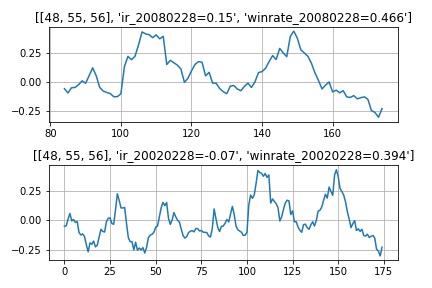 [[48, 55, 56], 'ir_20080228=0.15', 'winrate_20080228=0.466']
0.25
0.00
−0.25
80 100 120 140 160
[[48, 55, 56], 'ir_20020228=-0.07', 'winrate_20020228=0.394']
0.25
0.00
−0.25
0 25 50 75 100 125 150 175